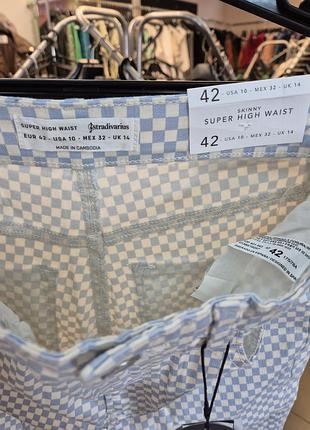 SUPER HIGH WAIST stradivarius
EUR 42 - USA 10 - MEX 32 - UK 14
MADE IN CAMBODIA
42 USA 10 - MEX 32 - UK 14
SKINNY
SUPER HIGH WAIST
42 USA 10 - MEX 32 - UK 14
42